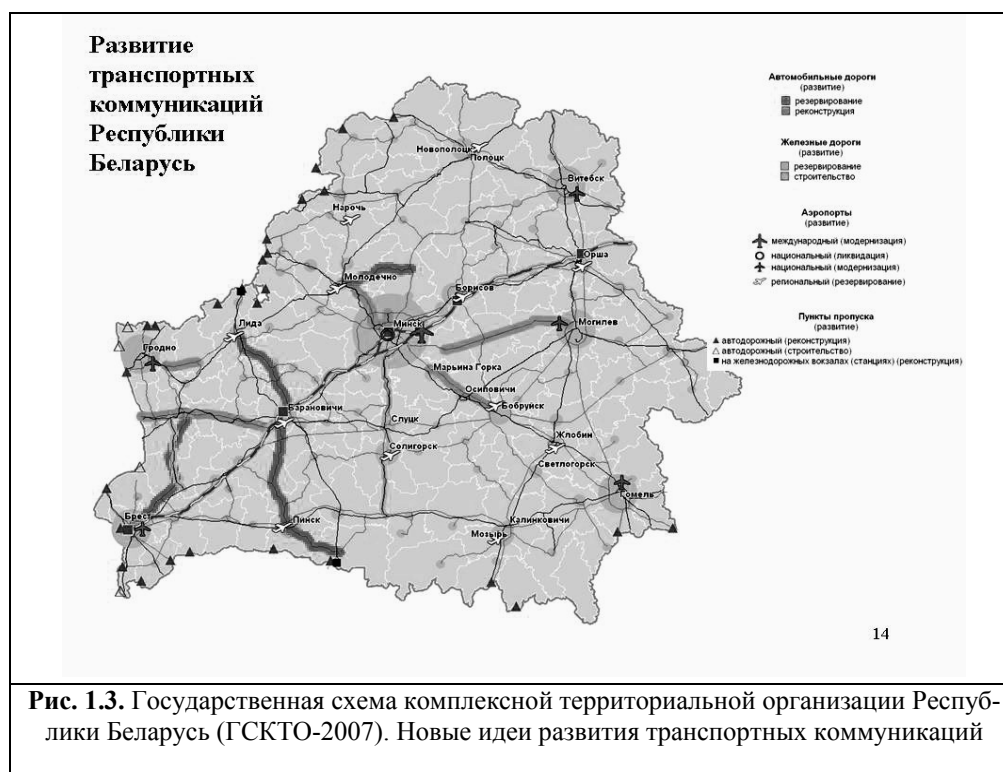 Развитие
транспортных
коммуникаций
Республики
Беларусь
Автомобильные дороги
(развитие)
резервирование
реконструкция
Железные дороги
(развитие)
резервирование
строительство
Аэропорты
(развитие)
международный (модернизация)
национальный (ликвидация)
национальный (модернизация)
региональный (резервирование)
Пункты пропуска
(развитие)
автодорожный (реконструкция)
автодорожный (строительство)
на железнодорожных вокзалах (станциях) (реконструкция)
Новополоцк
Полоцк
Витебск
Нарочь
Орша
Молодечно
Борисов
Лида
Минск
Могилев
Гродно
Марьина Горка
Осиповичи
Барановичи
Бобруйск
Слуцк
Жлобин
Солигорск
Светлогорск
Гомель
Брест
Пинск
Калинковичи
Мозырь
14
Рис. 1.3. Государственная схема комплексной территориальной организации Респуб-
лики Беларусь (ГСКТО-2007). Новые идеи развития транспортных коммуникаций